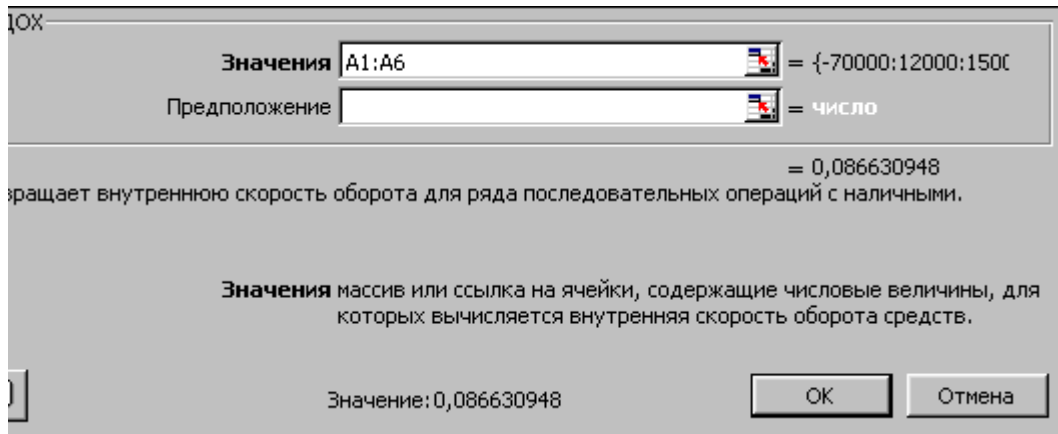 ДОХ
Значения A1:A6 = {-70000:12000:1500
Предположение = число
= 0,086630948
вращает внутреннюю скорость оборота для ряда последовательных операций с наличными.
Значения массив или ссылка на ячейки, содержащие числовые величины, для
которых вычисляется внутренняя скорость оборота средств.
Значение:0,086630948 OK Отмена